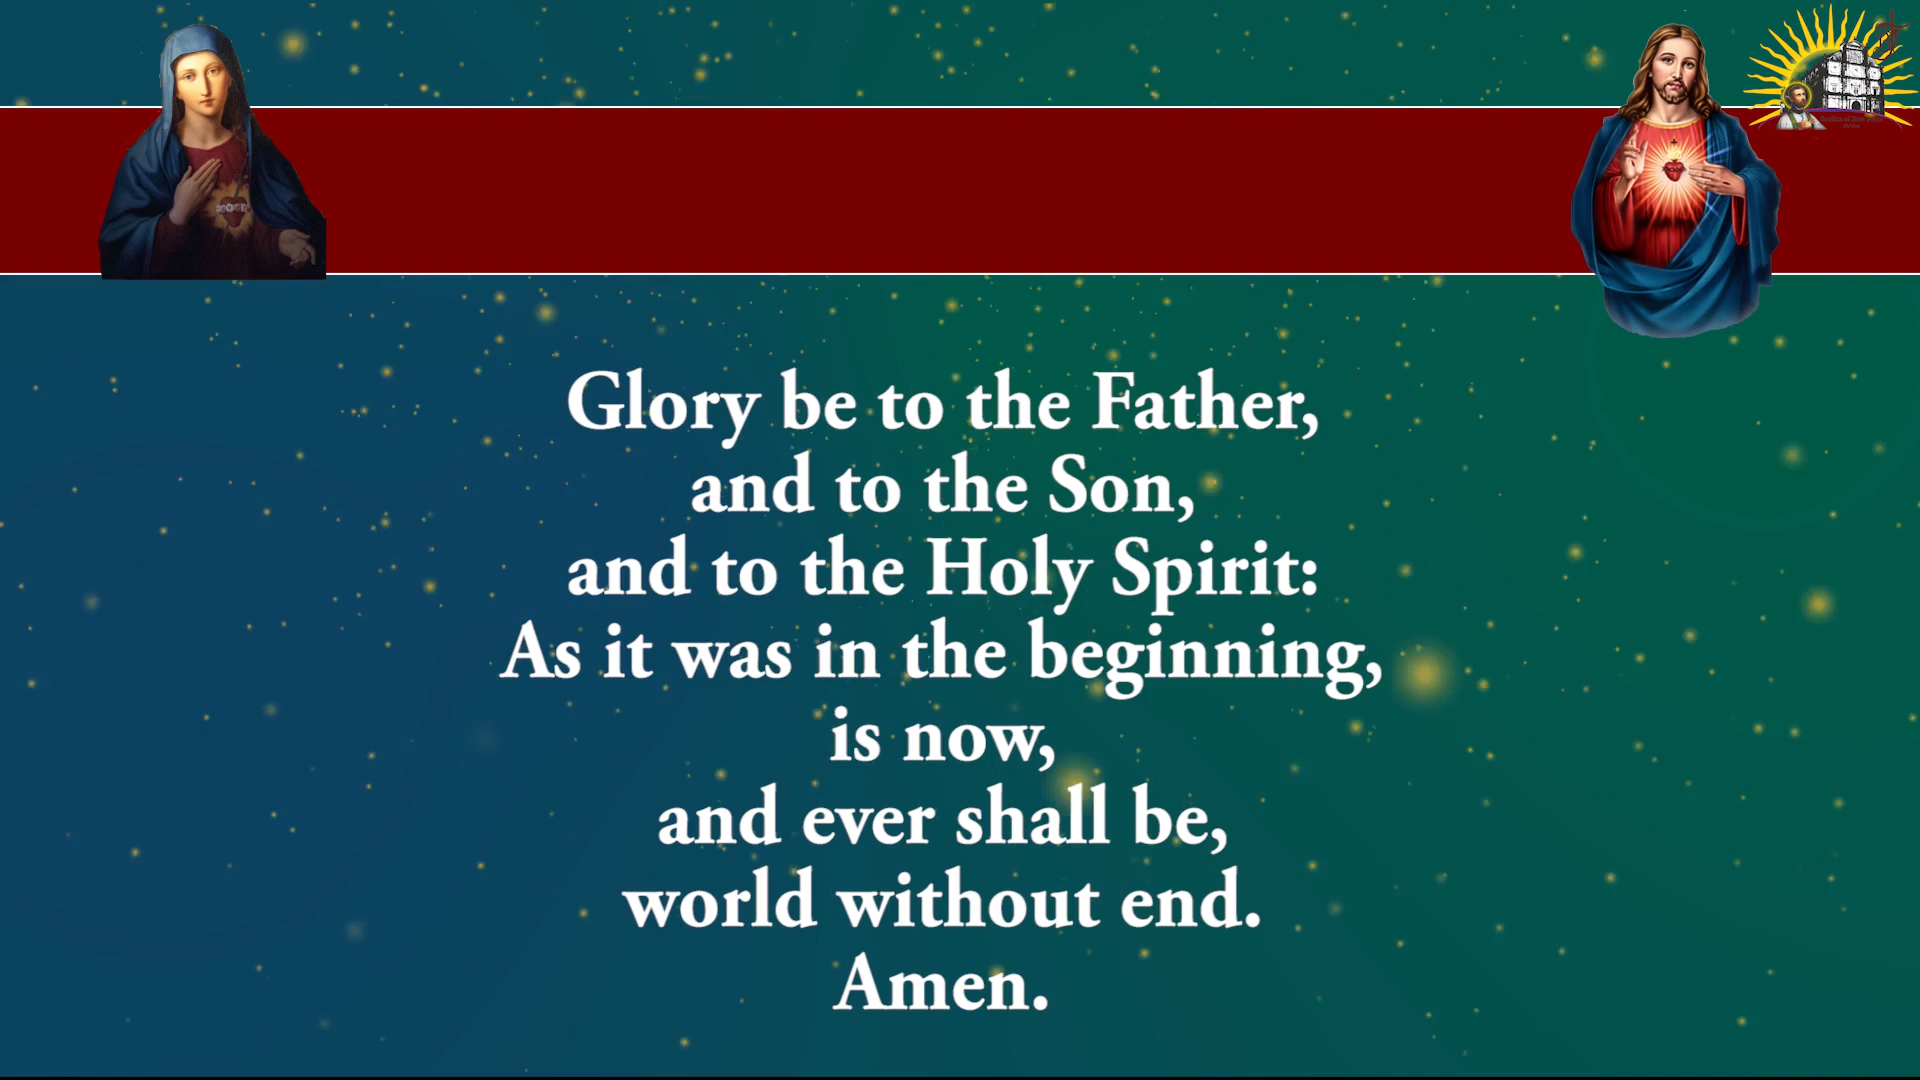 Glory be to the Father,
and to the Son,
and to the Holy Spirit:
As it was in the beginning,
is now,
and ever shall be,
world without end.
Amen.